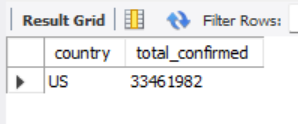 Result Grid Filter Rows:
country total_confirmed
US 33461982